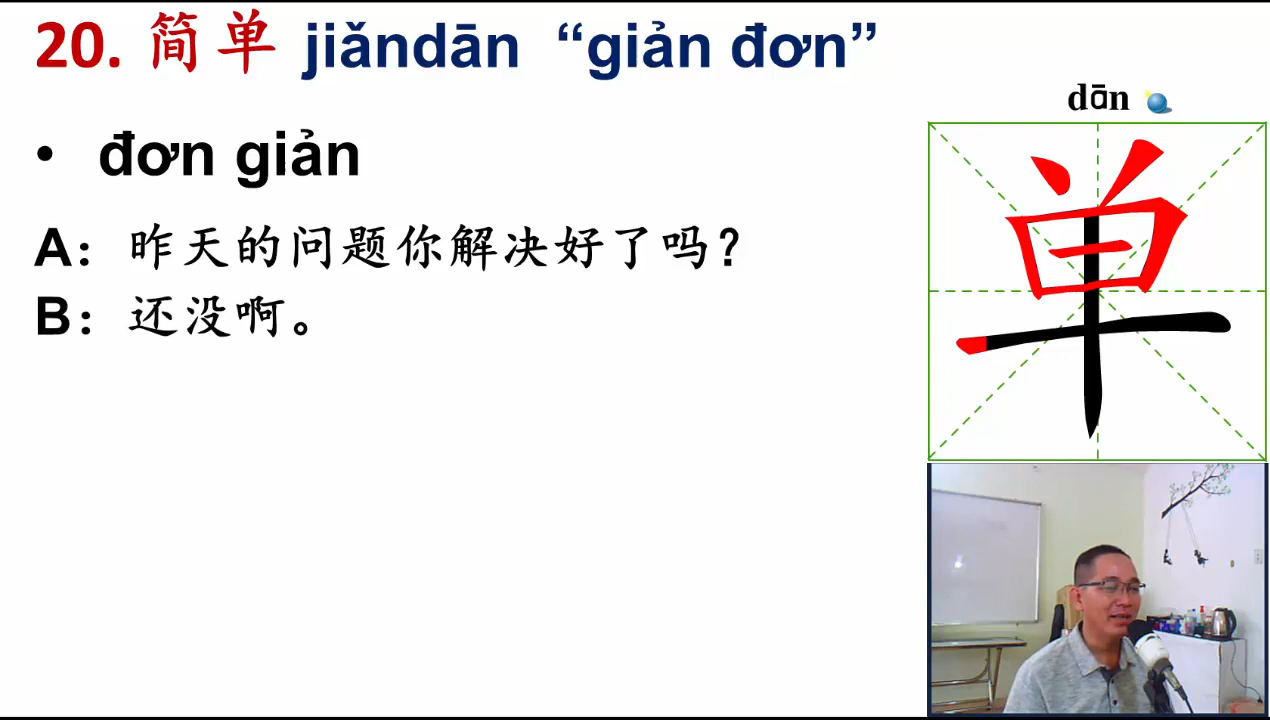 20. 简单 jiǎndān “giản đơn”
dān
• đơn giản
单
A：昨天的问题你解决好了吗？
B：还没啊。